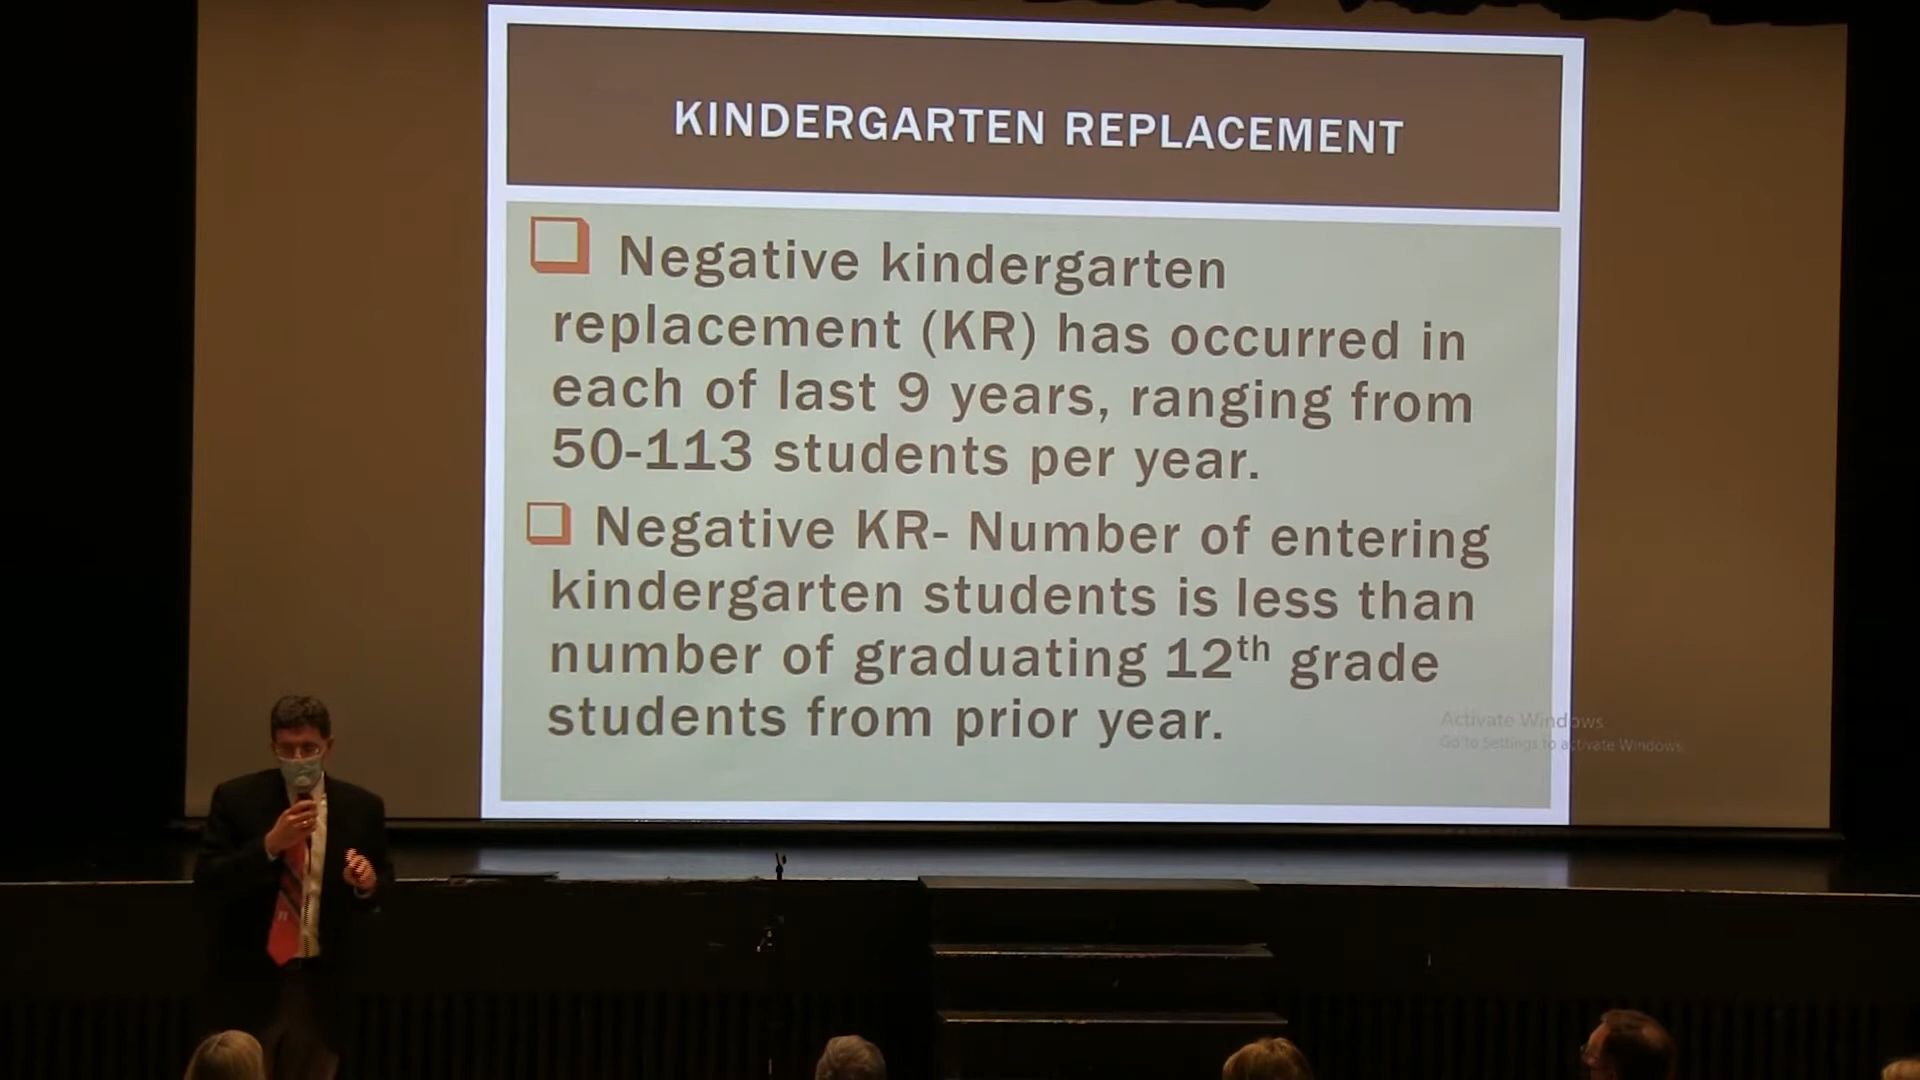 KINDERGARTEN REPLACEMENT
Negative kindergarten
replacement (KR) has occurred in
each of last 9 years, ranging from
50-113 students per year.
Negative KR- Number of entering
kindergarten students is less than
number of graduating 12th grade
students from prior year.
Activate Windows
Go to Settings to activate Windows.